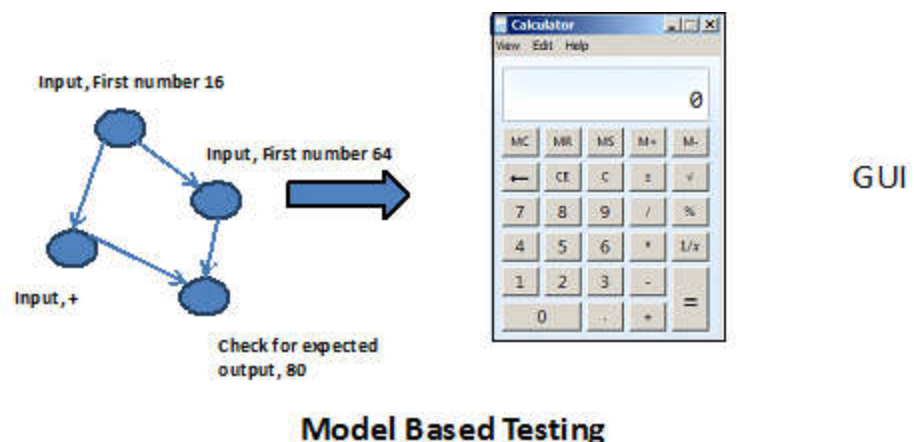 Input, First number 16
Input, First number 64
Input, +
Check for expected
output, 80
Calculator
View Edit Help
0
MC MR MS M+ M-
← CE C ± √
7 8 9 / %
4 5 6 * 1/x
1 2 3 - =
0 . +
GUI
Model Based Testing